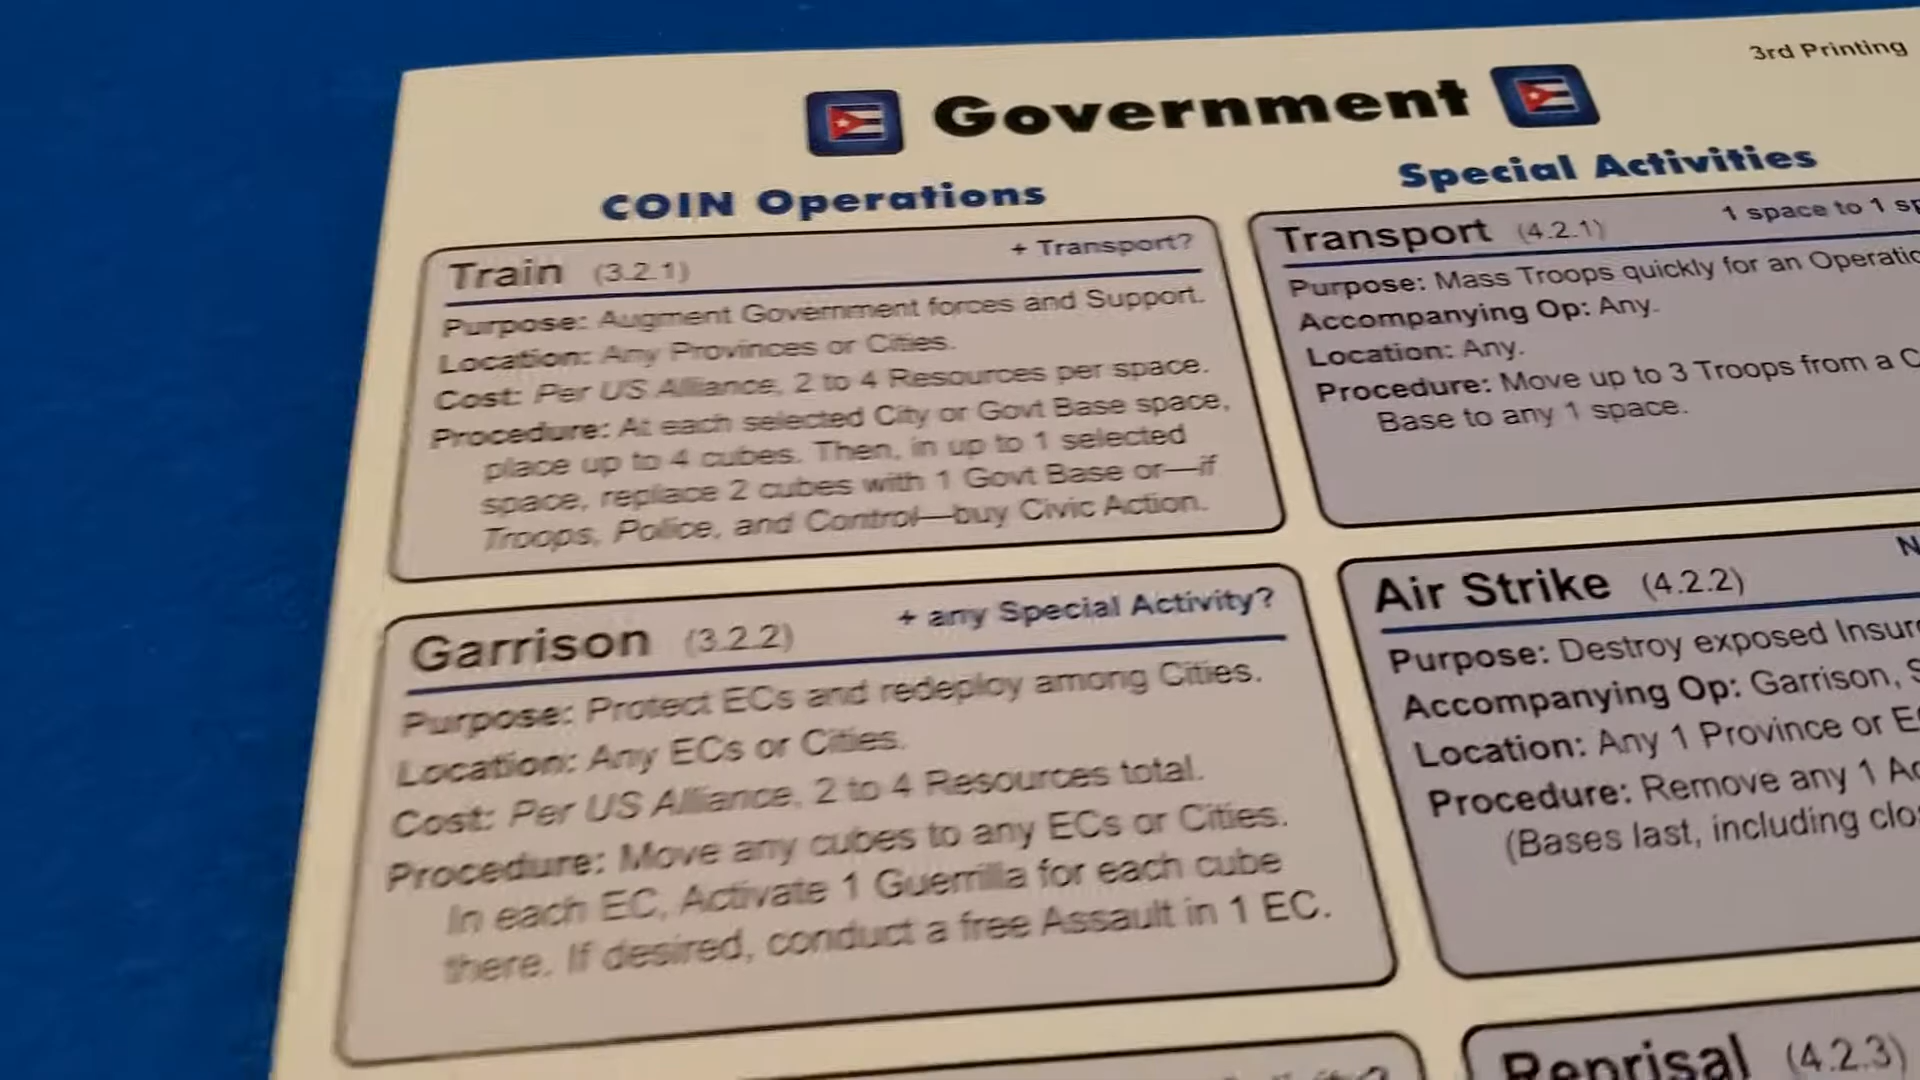 3rd Printing
Government
COIN Operations
Train (3.2.1) + Transport?
Purpose: Augment Government forces and Support.
Location: Any Provinces or Cities.
Cost: Per US Alliance, 2 to 4 Resources per space.
Procedure: At each selected City or Govt Base space,
place up to 4 cubes. Then, in up to 1 selected
space, replace 2 cubes with 1 Govt Base or—if
Troops, Police, and Control—buy Civic Action.
Garrison (3.2.2) + any Special Activity?
Purpose: Protect ECs and redeploy among Cities.
Location: Any ECs or Cities.
Cost: Per US Alliance, 2 to 4 Resources total.
Procedure: Move any cubes to any ECs or Cities.
In each EC, Activate 1 Guerrilla for each cube
there. If desired, conduct a free Assault in 1 EC.
Special Activities
Transport (4.2.1) 1 space to 1
Purpose: Mass Troops quickly for an
Accompanying Op: Any.
Location: Any.
Procedure: Move up to 3 Troops from a
Base to any 1 space.
Air Strike (4.2.2)
Purpose: Destroy exposed
Accompanying Op: Garrison,
Location: Any 1 Province or
Procedure: Remove any 1
(Bases last, including
Reprisal (4.2.3)